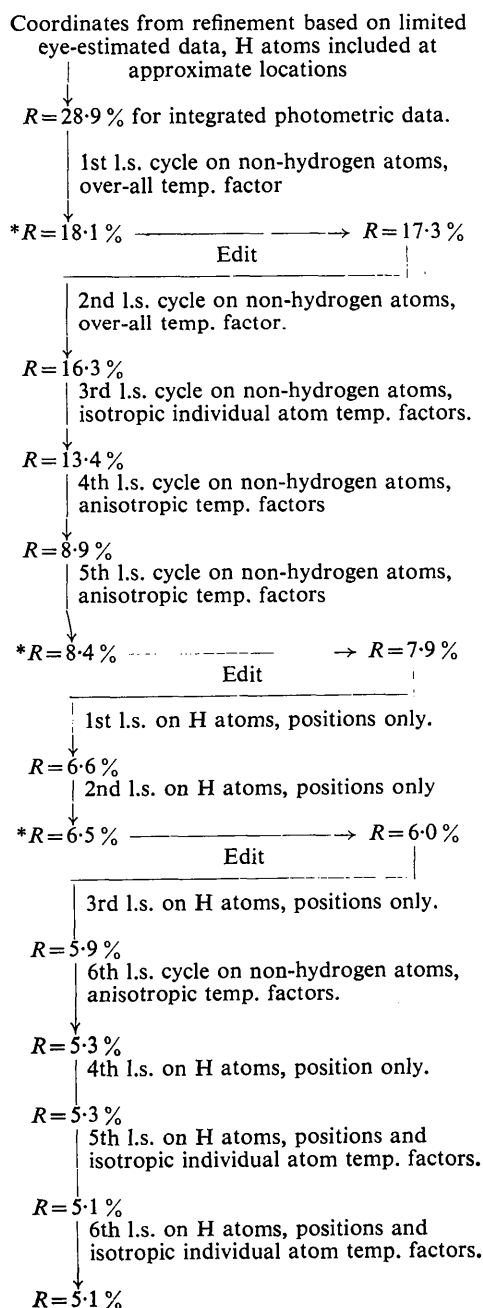 Coordinates from refinement based on limited
eye-estimated data, H atoms included at
approximate locations
R=28·9 % for integrated photometric data.
1st l.s. cycle on non-hydrogen atoms,
over-all temp. factor
*R=18·1 % R=17·3 %
Edit
2nd l.s. cycle on non-hydrogen atoms,
over-all temp. factor.
R=16·3 %
3rd l.s. cycle on non-hydrogen atoms,
isotropic individual atom temp. factors.
R=13·4 %
4th l.s. cycle on non-hydrogen atoms,
anisotropic temp. factors
R=8·9 %
5th l.s. cycle on non-hydrogen atoms,
anisotropic temp. factors
*R=8·4 % R=7·9 %
Edit
1st l.s. on H atoms, positions only.
R=6·6 %
2nd l.s. on H atoms, positions only
*R=6·5 % R=6·0 %
Edit
3rd l.s. on H atoms, positions only.
R=5·9 %
6th l.s. cycle on non-hydrogen atoms,
anisotropic temp. factors.
R=5·3 %
4th l.s. on H atoms, position only.
R=5·3 %
5th l.s. on H atoms, positions and
isotropic individual atom temp. factors.
R=5·1 %
6th l.s. on H atoms, positions and
isotropic individual atom temp. factors.
R=5·1 %